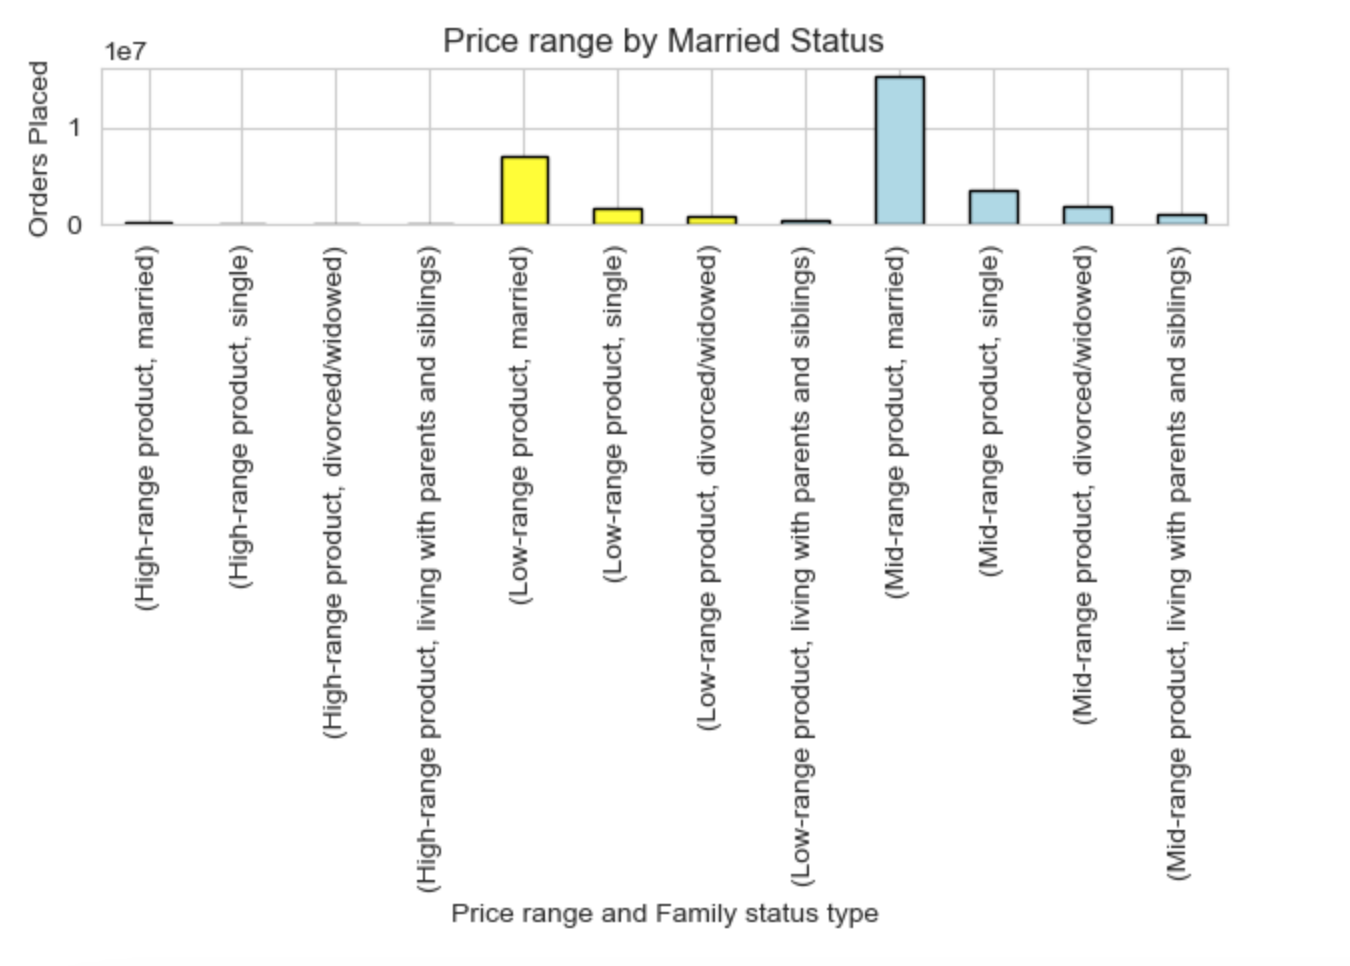 Price range by Married Status
1e7
Orders Placed
1
0
(High-range product, married)
(High-range product, single)
(High-range product, divorced/widowed)
(High-range product, living with parents and siblings)
(Low-range product, married)
(Low-range product, single)
(Low-range product, divorced/widowed)
(Low-range product, living with parents and siblings)
(Mid-range product, married)
(Mid-range product, single)
(Mid-range product, divorced/widowed)
(Mid-range product, living with parents and siblings)
Price range and Family status type